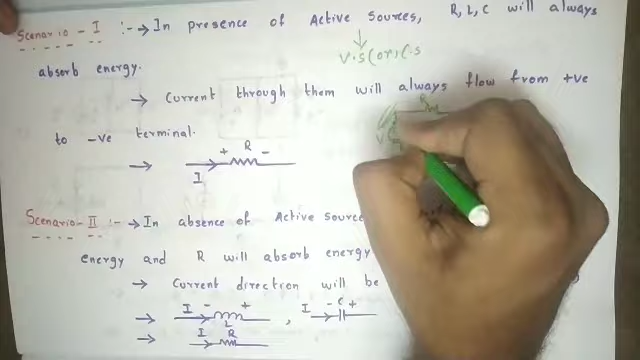 Scenario - I :- → In presence of Active Sources, R, L, C will always
V.S (or) C.S
absorb energy.
→ Current through them will always flow from +ve
to -ve terminal.
R
V
→ + R -
I
Scenario - II :- → In absence of Active
energy and R will absorb energy
→ Current direction will be
→ I - + L , I - C +
→ I R